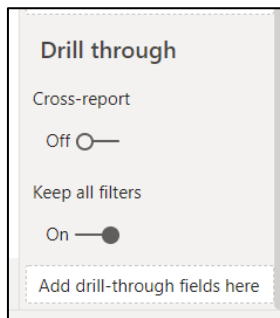 Drill through
Cross-report
Off
Keep all filters
On
Add drill-through fields here